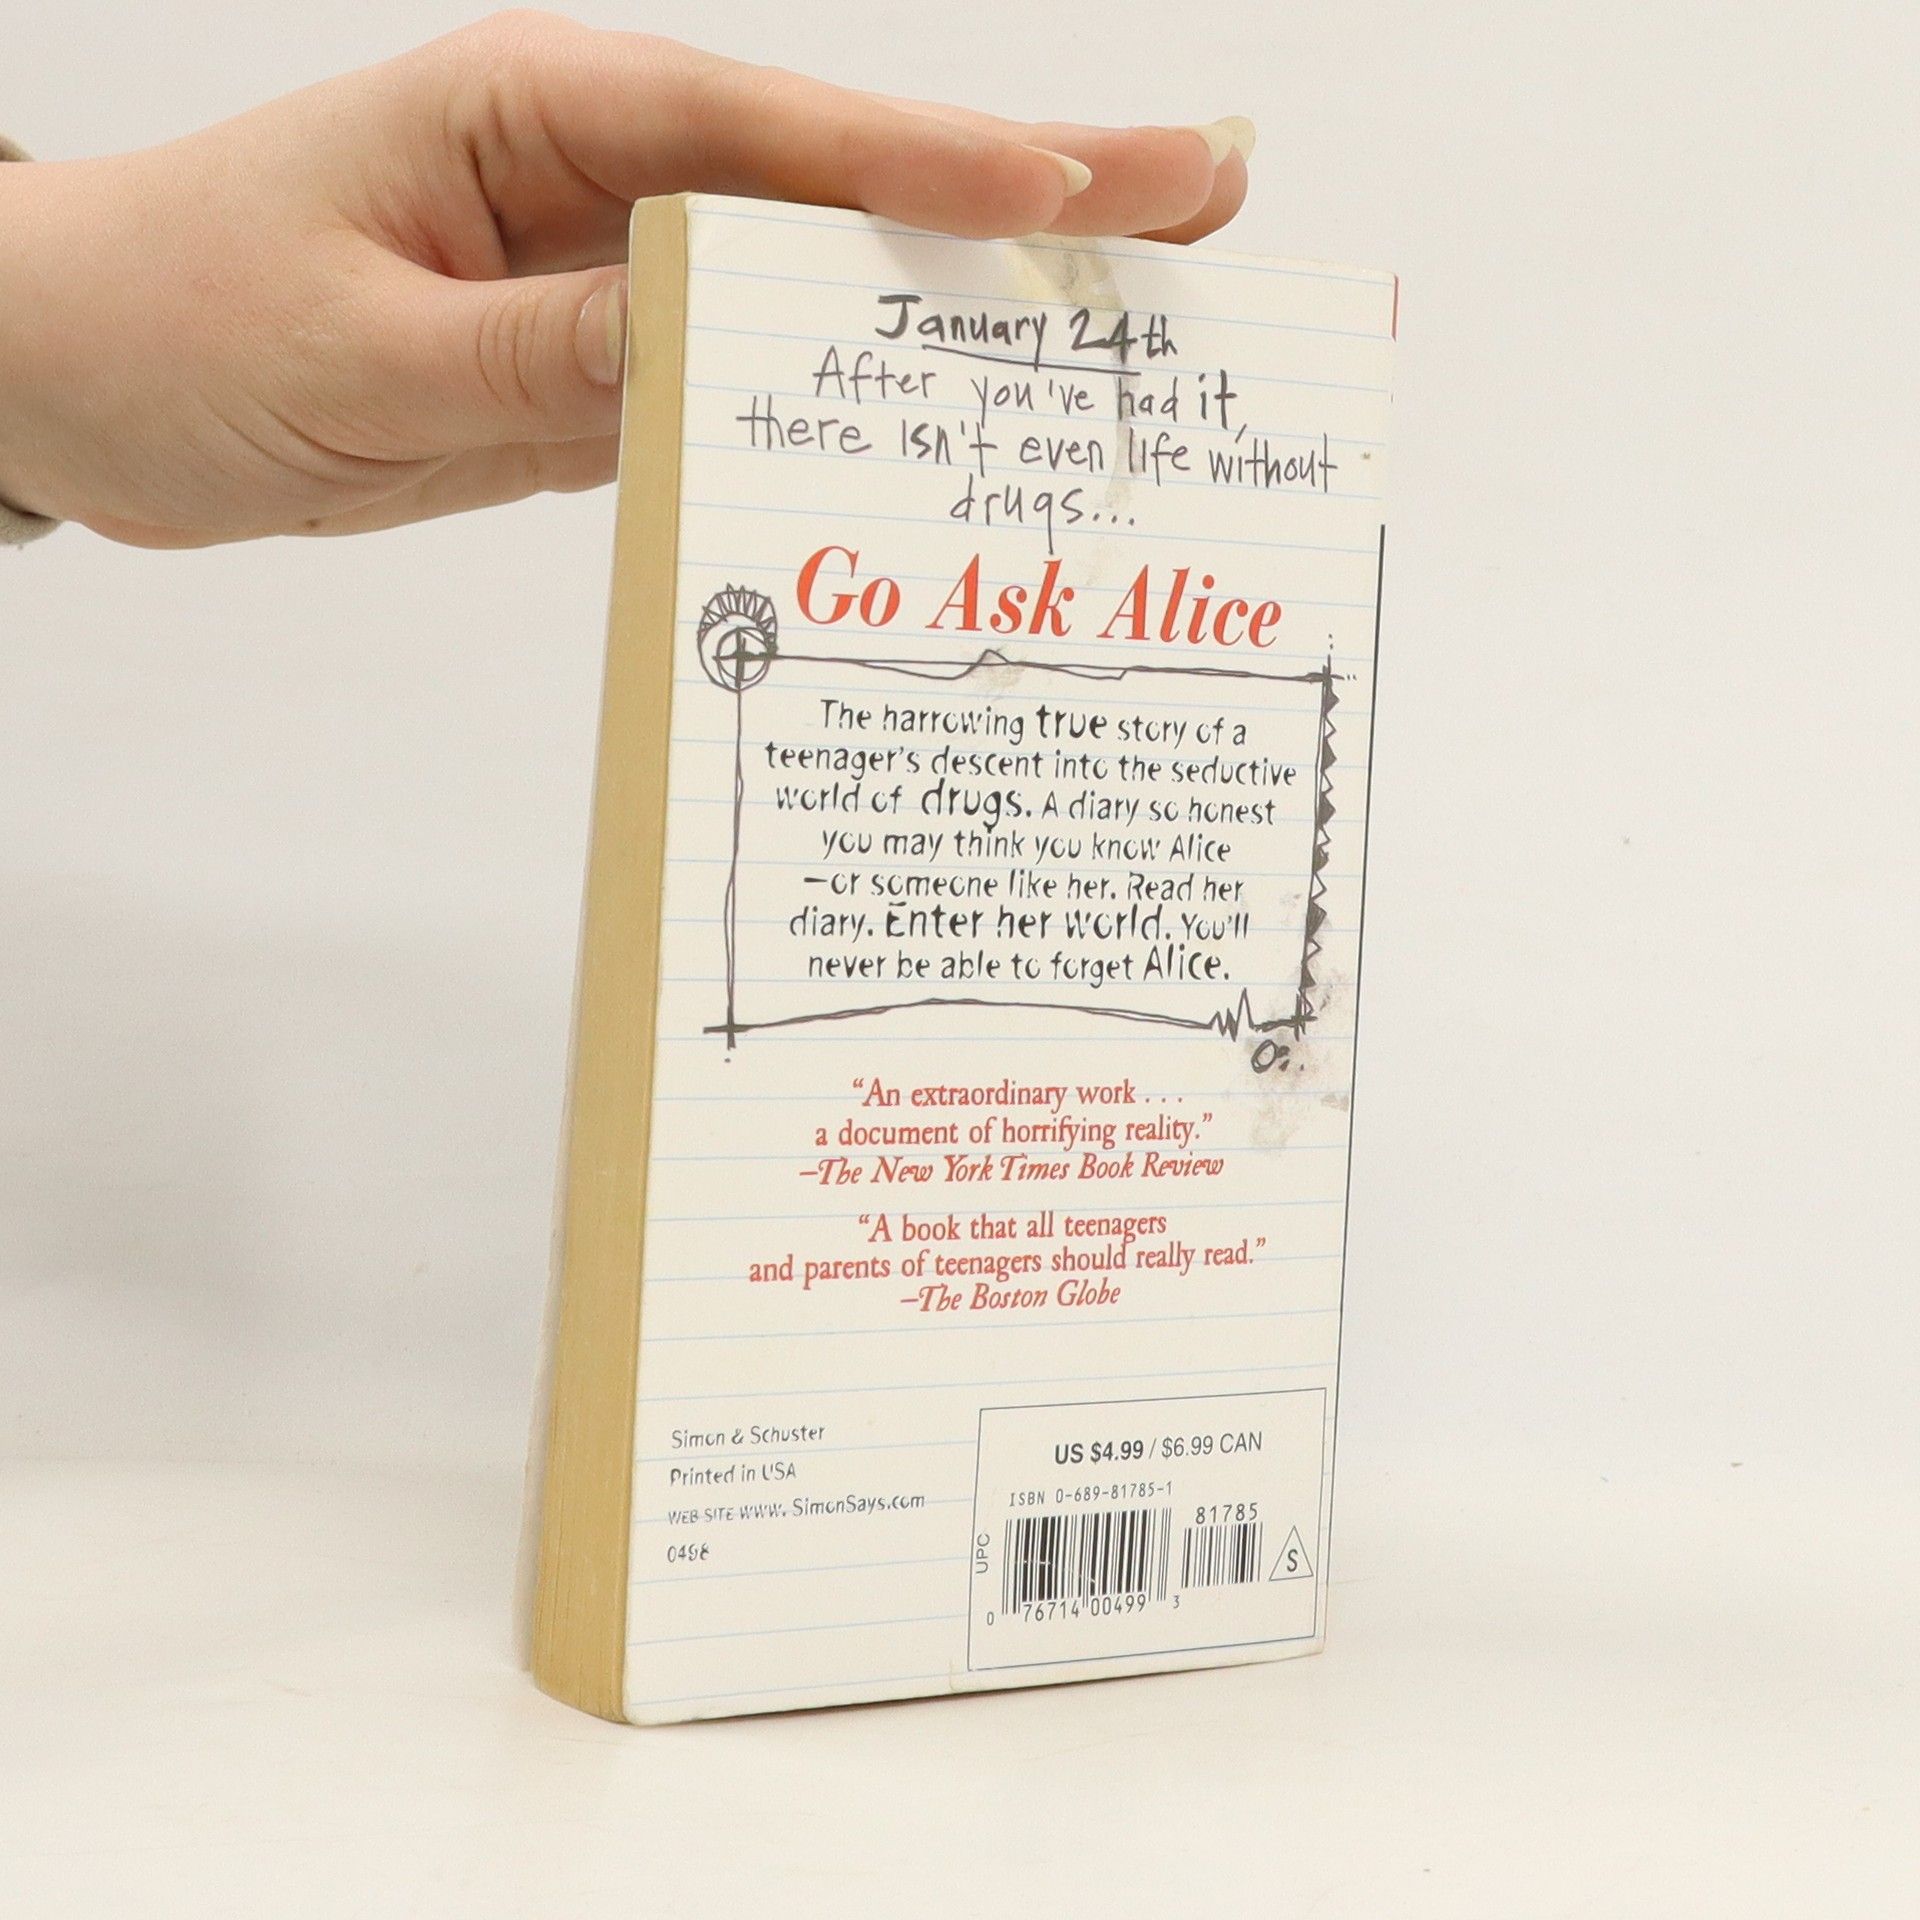 January 24th
After you've had it,
there isn't even life without
drugs...
Go Ask Alice
The harrowing true story of a
teenager's descent into the seductive
world of drugs. A diary so honest
you may think you know Alice
—or someone like her. Read her
diary. Enter her world. You'll
never be able to forget Alice.
“An extraordinary work . . .
a document of horrifying reality.”
—The New York Times Book Review
“A book that all teenagers
and parents of teenagers should really read.”
—The Boston Globe
Simon & Schuster
Printed in USA
WEB SITE WWW. SimonSays.com
0498
US $4.99 / $6.99 CAN
ISBN 0-689-81785-1
81785
UPC
S
0 76714 00499 3